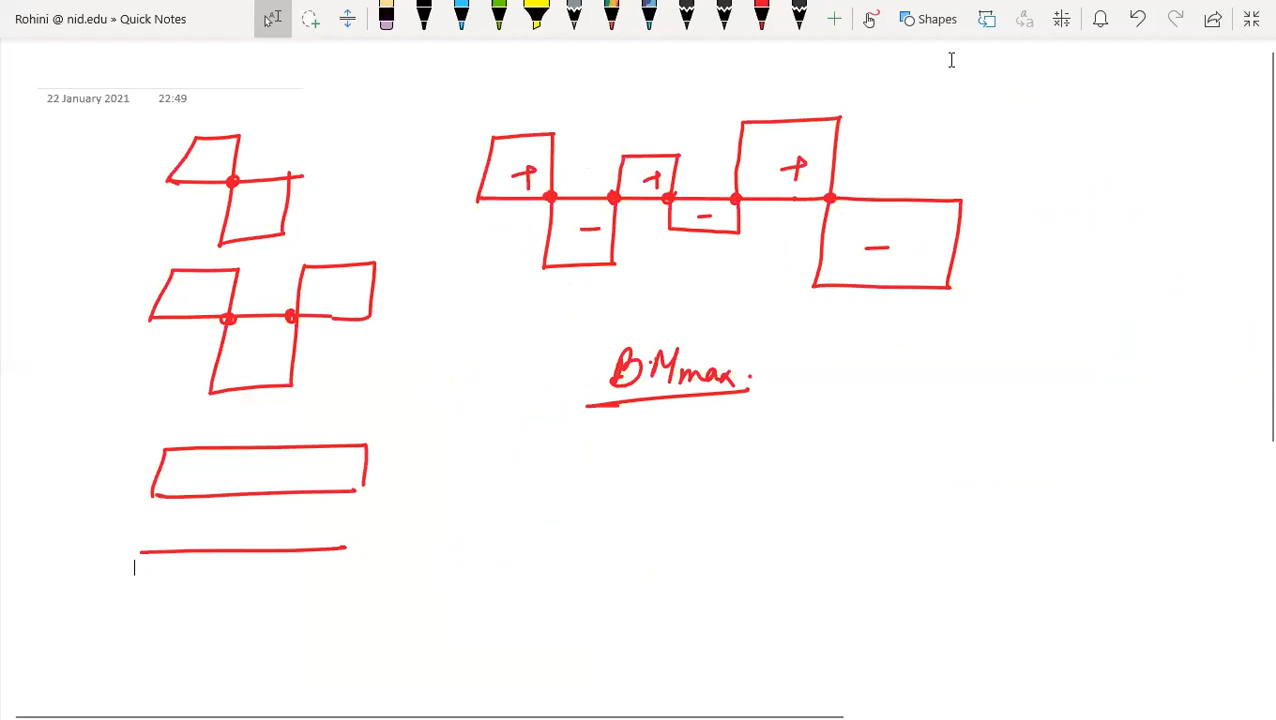 Rohini @ nid.edu » Quick Notes
Shapes
22 January 2021 22:49
+ + +
- - -
B.Mmax.